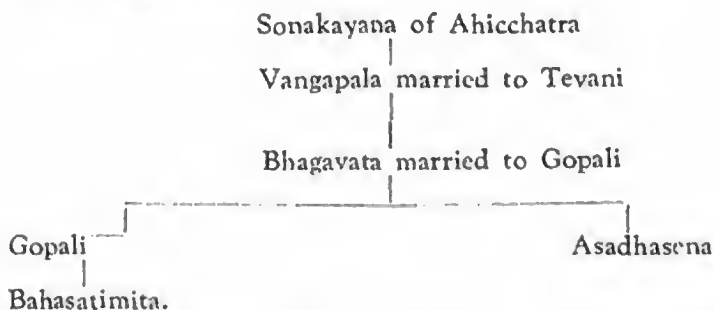 Sonakayana of Ahicchatra
Vangapala married to Tevani
Bhagavata married to Gopali
Gopali Asadhasena
Bahasatimita.